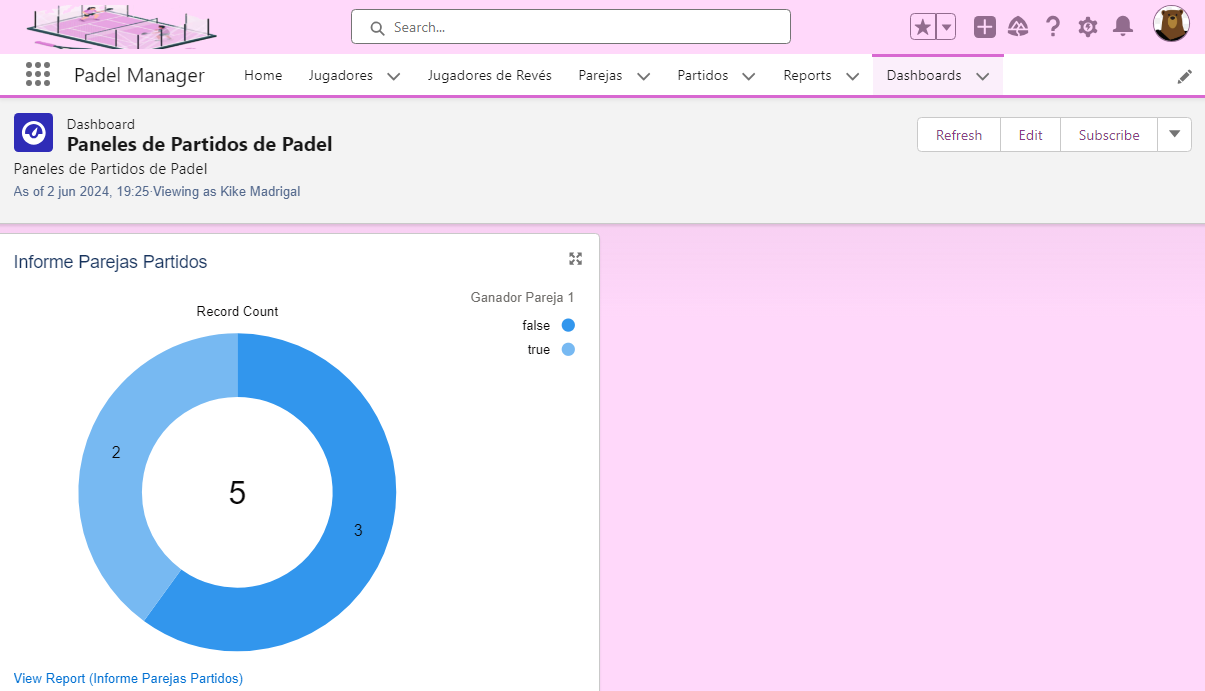 Search...
Padel Manager
Home
Jugadores
Jugadores de Revés
Parejas
Partidos
Reports
Dashboards
Dashboard
Paneles de Partidos de Padel
Paneles de Partidos de Padel
As of 2 jun 2024, 19:25·Viewing as Kike Madrigal
Refresh
Edit
Subscribe
Informe Parejas Partidos
Record Count
Ganador Pareja 1
false
true
2
5
3
View Report (Informe Parejas Partidos)